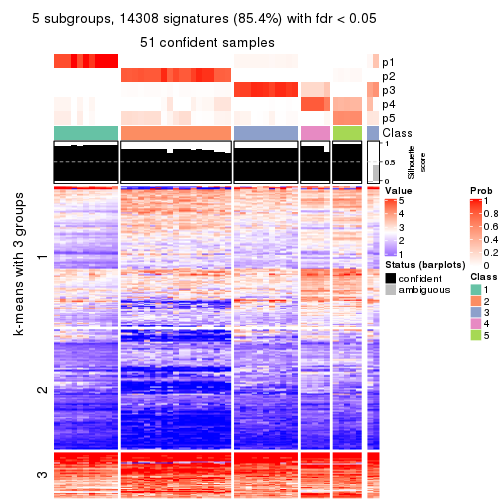 5 subgroups, 14308 signatures (85.4%) with fdr < 0.05
51 confident samples
p1
p2
p3
p4
p5
Class
1
0.5
0
Silhouette
score
k-means with 3 groups
1
2
3
Value
5
4
3
2
1
Status (barplots)
confident
ambiguous
Prob
1
0.8
0.6
0.4
0.2
0
Class
1
2
3
4
5